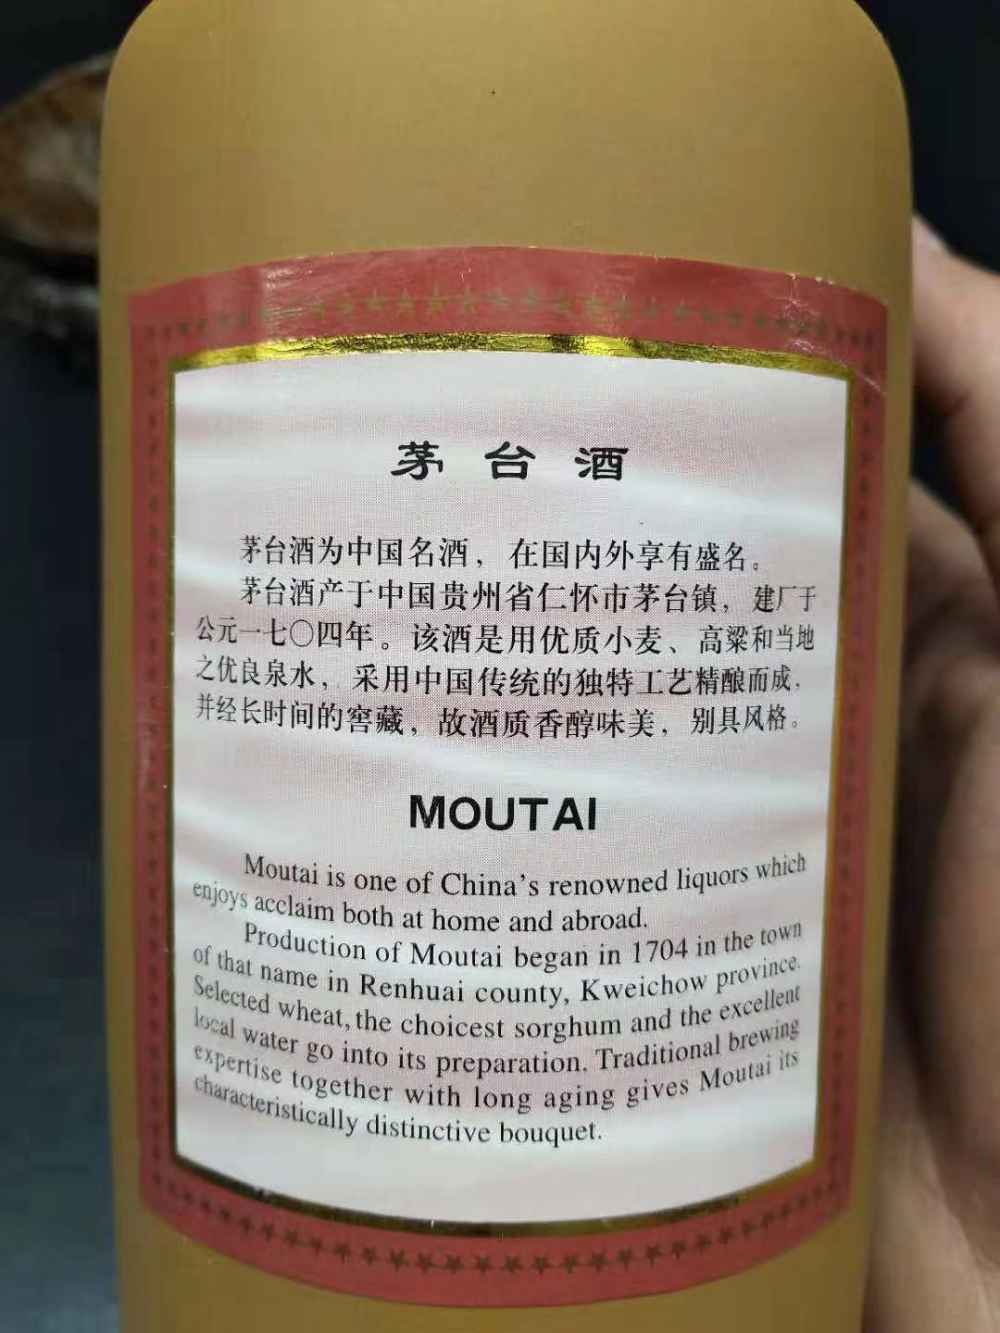 茅台酒
茅台酒为中国名酒，在国内外享有盛名。
茅台酒产于中国贵州省仁怀市茅台镇，建厂于
公元一七〇四年。该酒是用优质小麦、高粱和当地
之优良泉水，采用中国传统的独特工艺精酿而成，
并经长时间的窖藏，故酒质香醇味美，别具风格。
MOUTAI
Moutai is one of China's renowned liquors which
enjoys acclaim both at home and abroad.
Production of Moutai began in 1704 in the town
of that name in Renhuai county, Kweichow province.
Selected wheat, the choicest sorghum and the excellent
local water go into its preparation. Traditional brewing
expertise together with long aging gives Moutai its
characteristically distinctive bouquet.